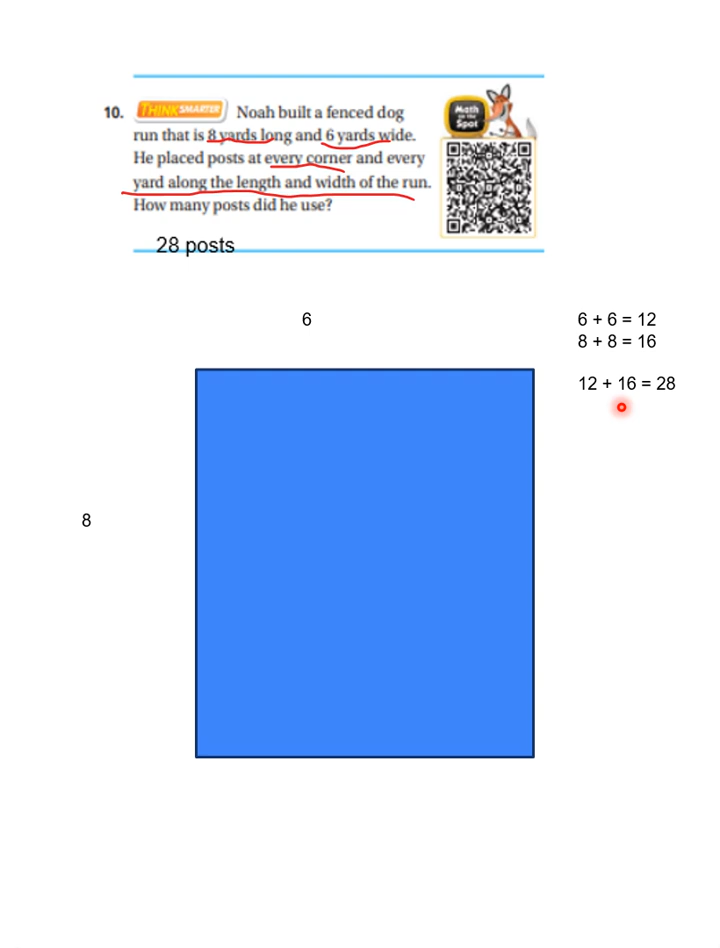 10. THINK SMARTER Noah built a fenced dog
run that is 8 yards long and 6 yards wide.
He placed posts at every corner and every
yard along the length and width of the run.
How many posts did he use?
Math
on the
Spot
28 posts
6
6 + 6 = 12
8 + 8 = 16
12 + 16 = 28
8